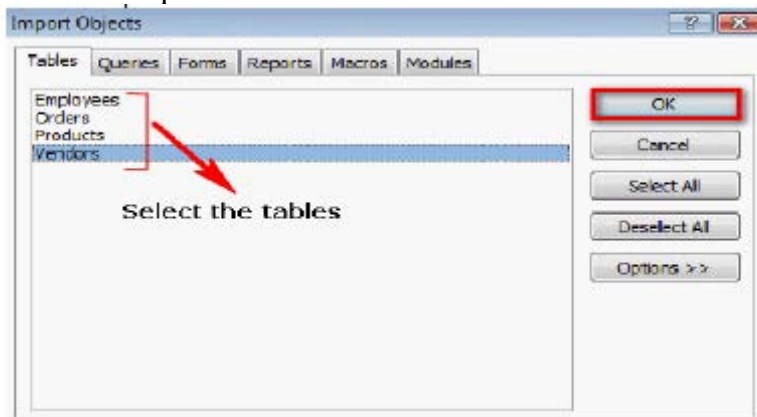 Import Objects
Tables Queries Forms Reports Macros Modules
Employees
Orders
Products
Vendors
Select the tables
OK
Cancel
Select All
Deselect All
Options >>